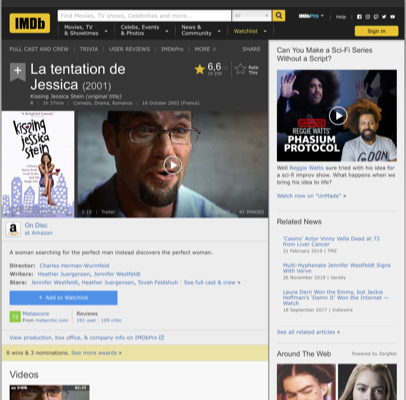 IMDb
Find Movies, TV shows, Celebrities and more...
All
IMDbPro
Help
Movies, TV
& Showtimes
Celebs, Events
& Photos
News &
Community
Watchlist
Sign in
FULL CAST AND CREW | TRIVIA | USER REVIEWS | IMDbPro | MORE
SHARE
La tentation de
Jessica (2001)
Kissing Jessica Stein (original title)
R | 1h 37min | Comedy, Drama, Romance | 16 October 2002 (France)
6,6
Rate
This
kissing
jessica
stein
2:15 | Trailer
41 IMAGES
On Disc
at Amazon
A woman searching for the perfect man instead discovers the perfect woman.
Director: Charles Herman-Wurmfeld
Writers: Heather Juergensen, Jennifer Westfeldt
Stars: Jennifer Westfeldt, Heather Juergensen, Tovah Feldshuh | See full cast & crew »
+ Add to Watchlist
72
Metascore
From metacritic.com
Reviews
191 user | 109 critic
View production, box office, & company info on IMDbPro
8 wins & 3 nominations. See more awards »
Videos
Can You Make a Sci-Fi Series
Without a Script?
REGGIE WATTS'
PHASIUM
PROTOCOL
Well Reggie Watts sure tried with his idea for
a sci-fi improv show. What happens when we
bring his idea to life?
Watch now on "UnMade" »
Related News
'Casino' Actor Vinny Vella Dead at 72
from Liver Cancer
21 February 2019 | TMZ
Multi-Hyphenate Jennifer Westfeldt Signs
With Verve
26 November 2018 | Variety
Laura Dern Won the Emmy, but Jackie
Hoffman's 'Damn It' Won the Internet —
Watch
18 September 2017 | Indiewire
See all related articles »
Around The Web
Powered by ZergNet